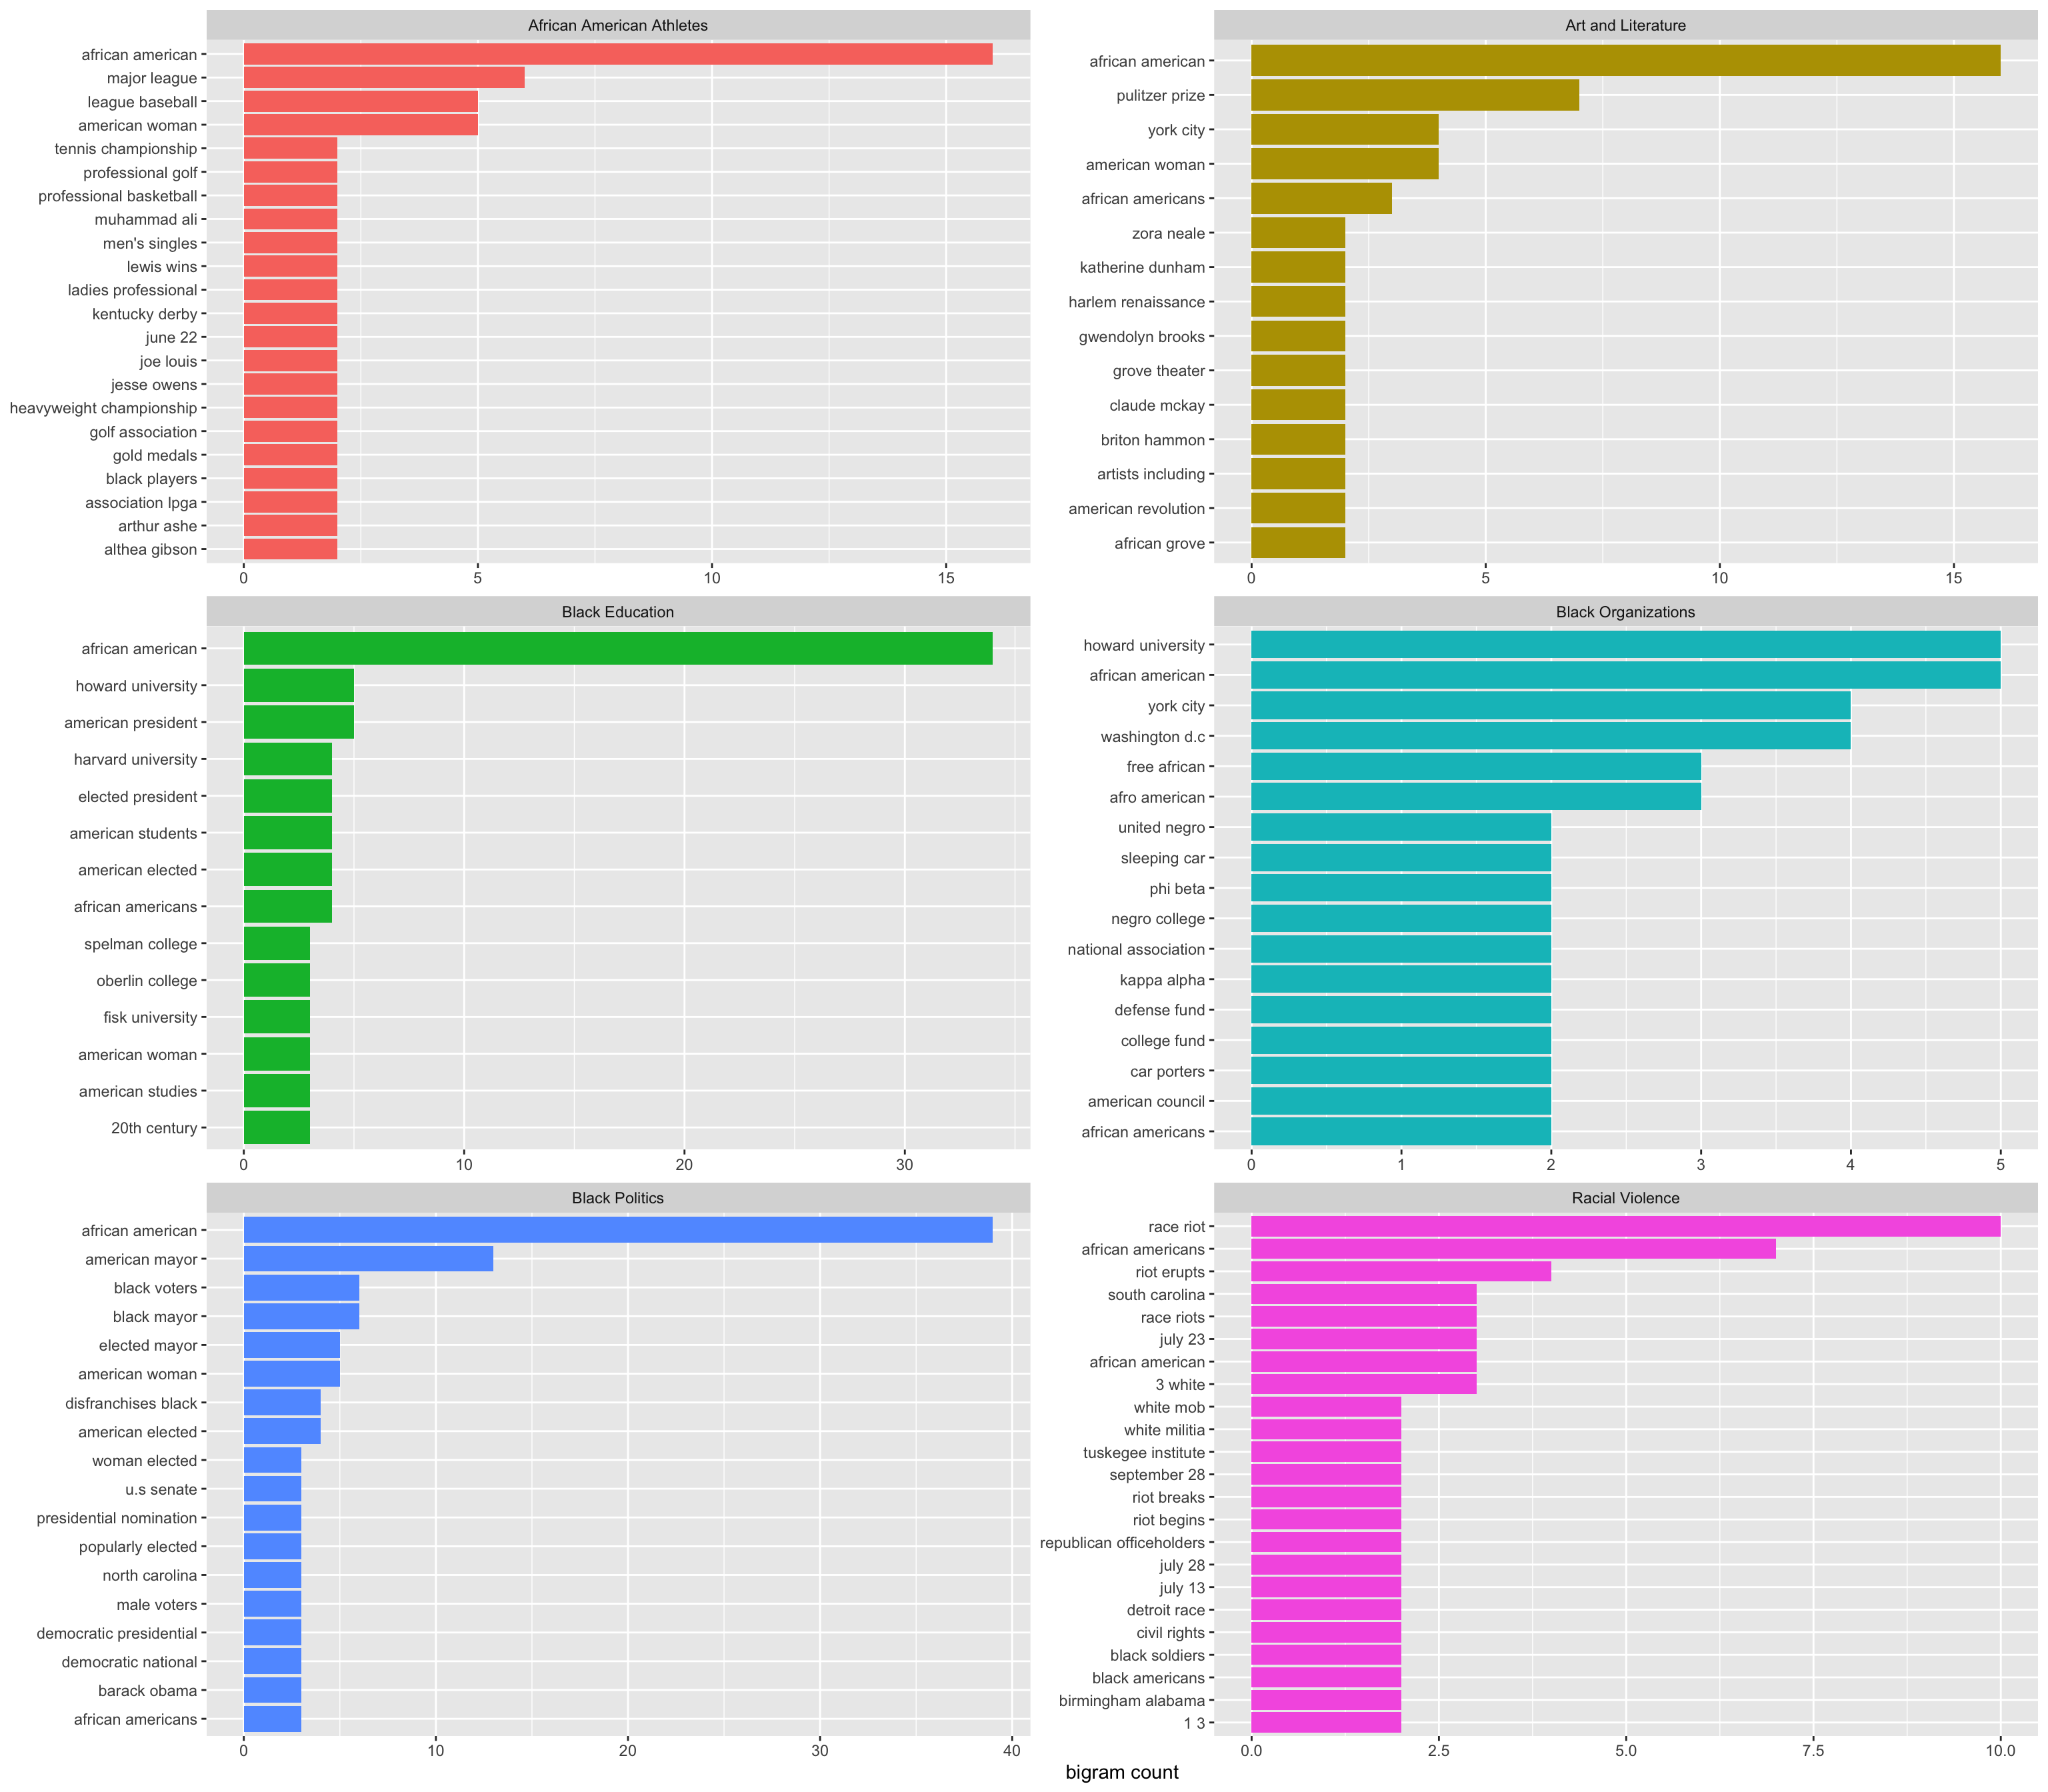 African American Athletes
african american
major league
league baseball
american woman
tennis championship
professional golf
professional basketball
muhammad ali
men's singles
lewis wins
ladies professional
kentucky derby
june 22
joe louis
jesse owens
heavyweight championship
golf association
gold medals
black players
association lpga
arthur ashe
althea gibson
0 5 10 15
Art and Literature
african american
pulitzer prize
york city
american woman
african americans
zora neale
katherine dunham
harlem renaissance
gwendolyn brooks
grove theater
claude mckay
briton hammon
artists including
american revolution
african grove
0 5 10 15
Black Education
african american
howard university
american president
harvard university
elected president
american students
american elected
african americans
spelman college
oberlin college
fisk university
american woman
american studies
20th century
0 10 20 30
Black Organizations
howard university
african american
york city
washington d.c
free african
afro american
united negro
sleeping car
phi beta
negro college
national association
kappa alpha
defense fund
college fund
car porters
american council
african americans
0 1 2 3 4 5
Black Politics
african american
american mayor
black voters
black mayor
elected mayor
american woman
disfranchises black
american elected
woman elected
u.s senate
presidential nomination
popularly elected
north carolina
male voters
democratic presidential
democratic national
barack obama
african americans
0 10 20 30 40
Racial Violence
race riot
african americans
riot erupts
south carolina
race riots
july 23
african american
3 white
white mob
white militia
tuskegee institute
september 28
riot breaks
riot begins
republican officeholders
july 28
july 13
detroit race
civil rights
black soldiers
black americans
birmingham alabama
1 3
0.0 2.5 5.0 7.5 10.0
bigram count